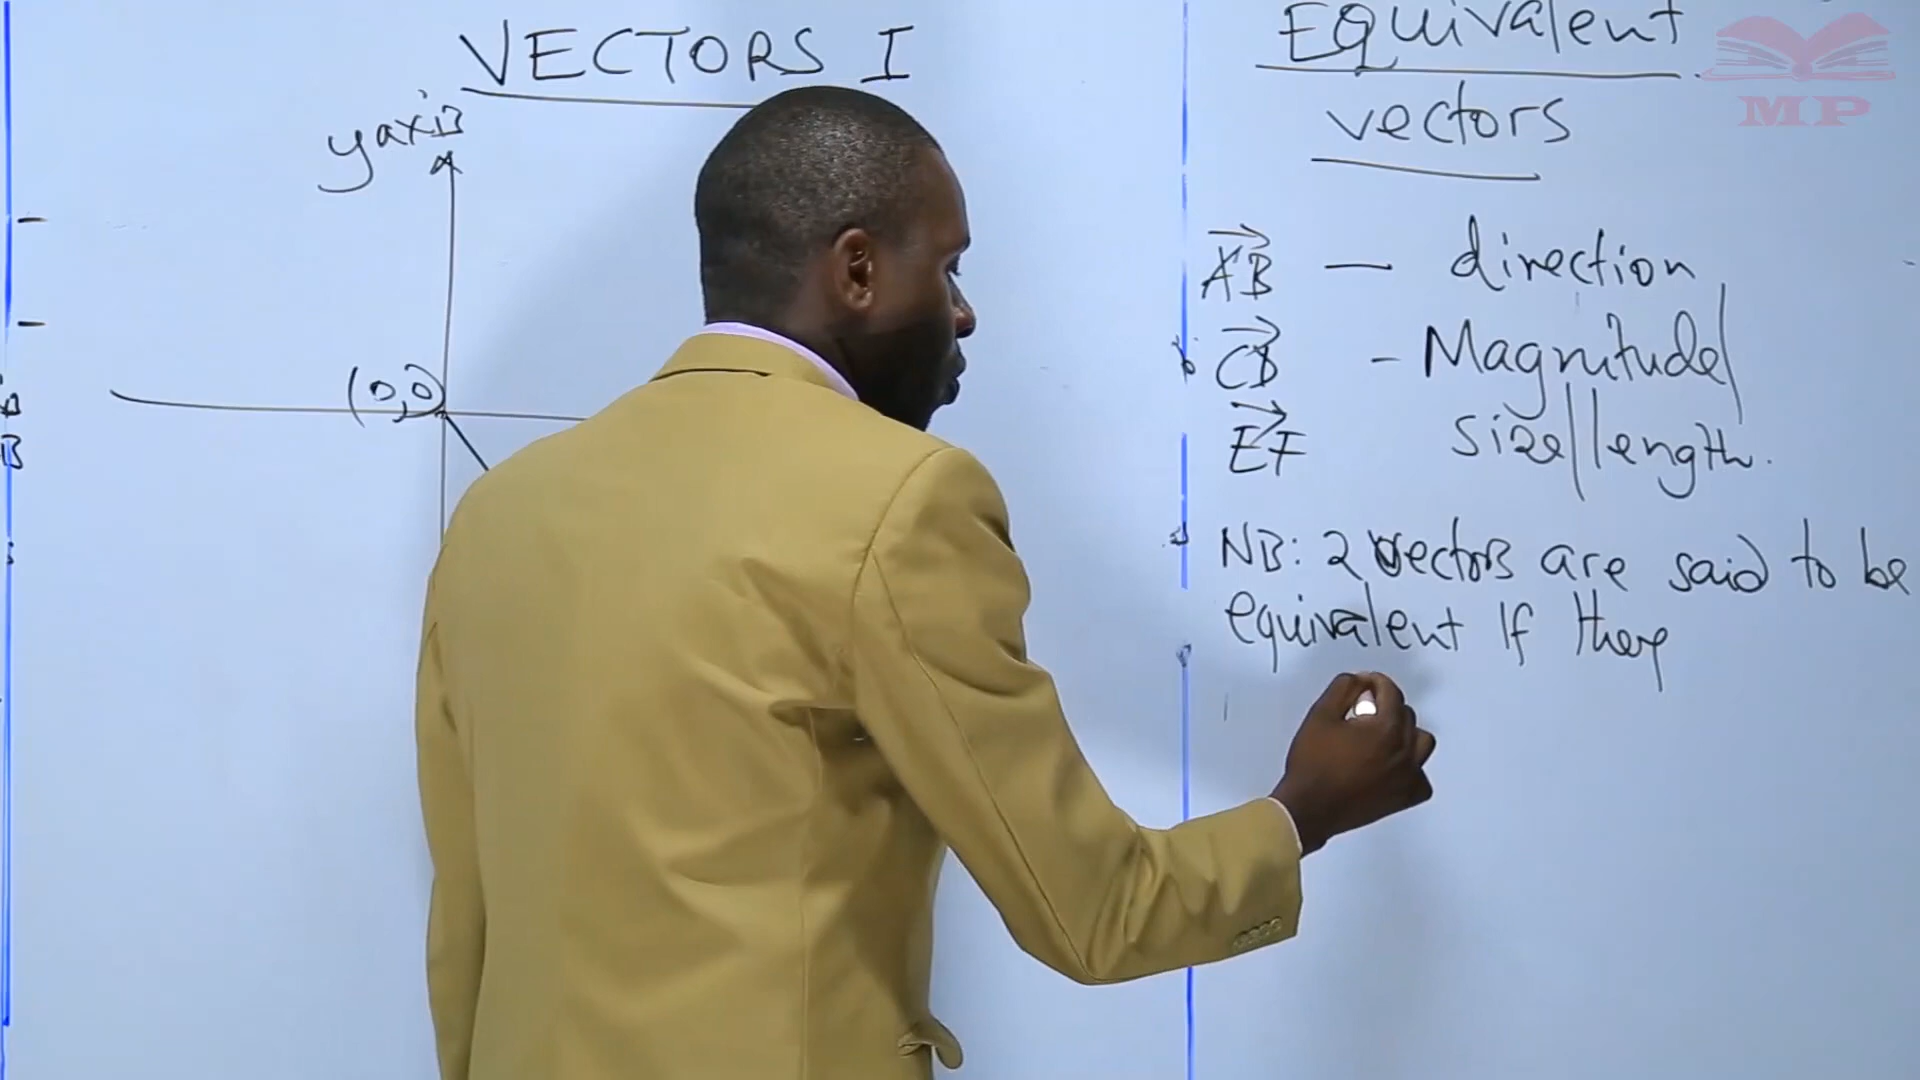 VECTORS I
yaxis
(0,0)
Equivalent
vectors
AB — direction
CD - Magnitude/
EF size/length.
NB: 2 vectors are said to be
equivalent if they
MP